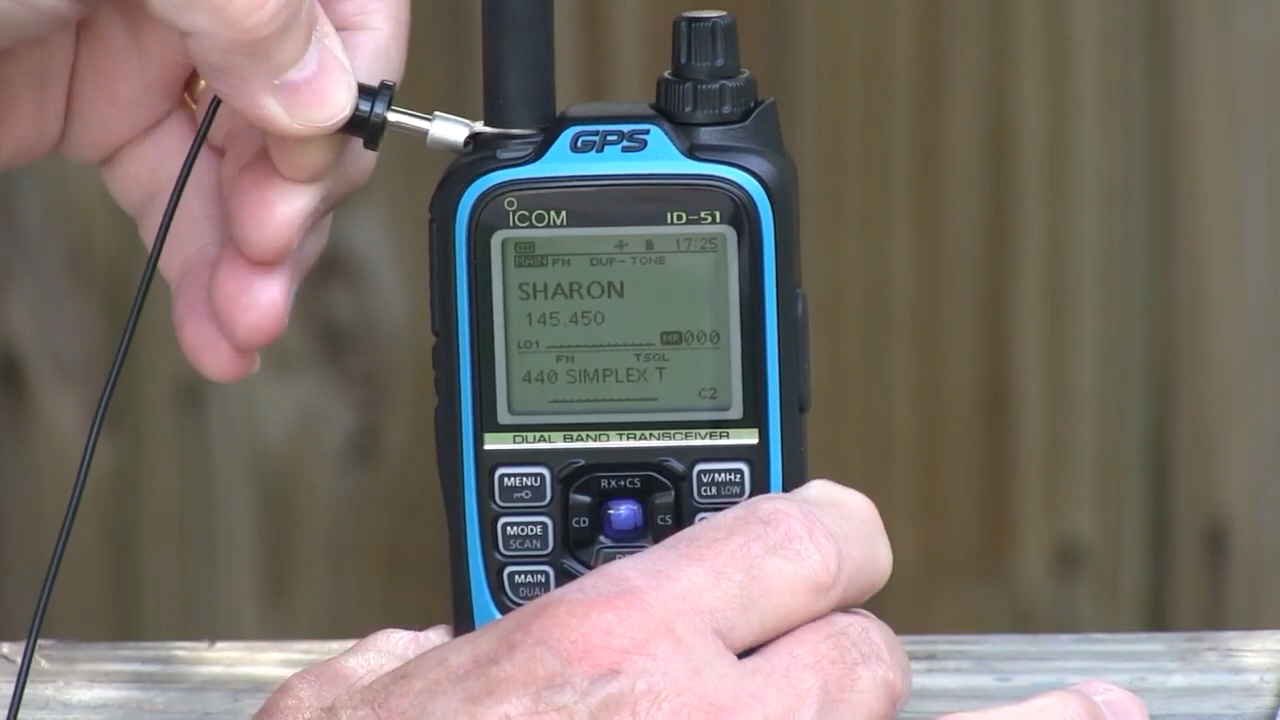 GPS
ICOM ID-51
17:25
MAIN FM DUP- TONE
SHARON
145.450
LO1 MR 000
FM TSQL
440 SIMPLEX T
C2
DUAL BAND TRANSCEIVER
MENU RX→CS V/MHz
CLR LOW
CD CS
MODE
SCAN
MAIN
DUAL